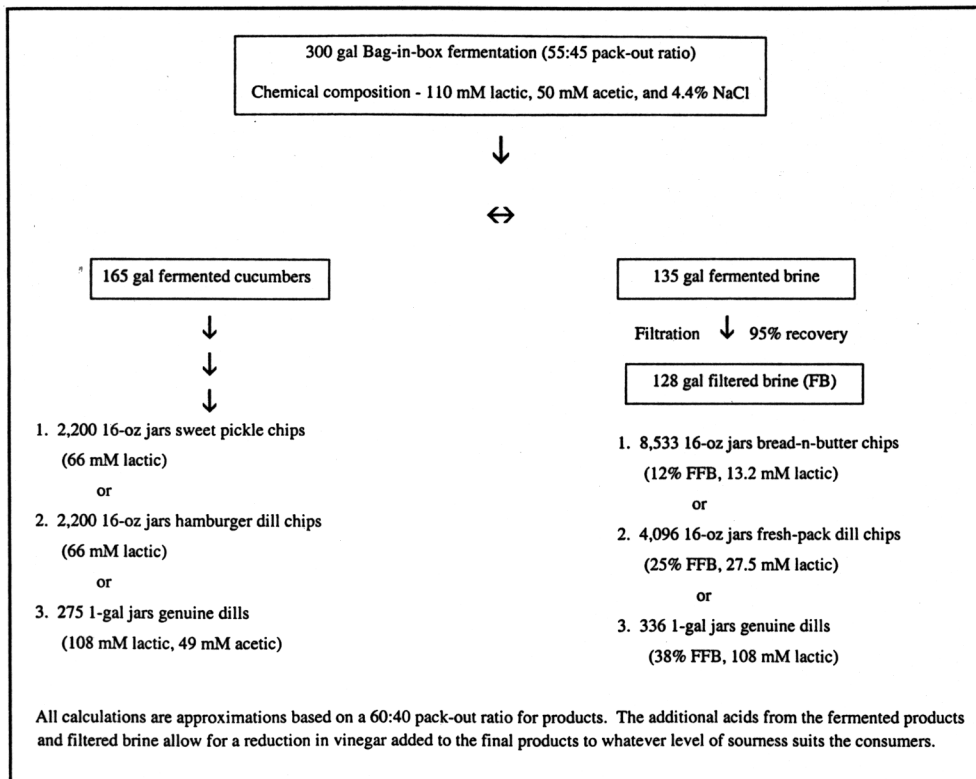 300 gal Bag-in-box fermentation (55:45 pack-out ratio)
Chemical composition - 110 mM lactic, 50 mM acetic, and 4.4% NaCl
↓
↔
165 gal fermented cucumbers
↓
↓
↓
1. 2,200 16-oz jars sweet pickle chips
(66 mM lactic)
or
2. 2,200 16-oz jars hamburger dill chips
(66 mM lactic)
or
3. 275 1-gal jars genuine dills
(108 mM lactic, 49 mM acetic)
135 gal fermented brine
Filtration ↓ 95% recovery
128 gal filtered brine (FB)
1. 8,533 16-oz jars bread-n-butter chips
(12% FFB, 13.2 mM lactic)
or
2. 4,096 16-oz jars fresh-pack dill chips
(25% FFB, 27.5 mM lactic)
or
3. 336 1-gal jars genuine dills
(38% FFB, 108 mM lactic)
All calculations are approximations based on a 60:40 pack-out ratio for products. The additional acids from the fermented products
and filtered brine allow for a reduction in vinegar added to the final products to whatever level of sourness suits the consumers.